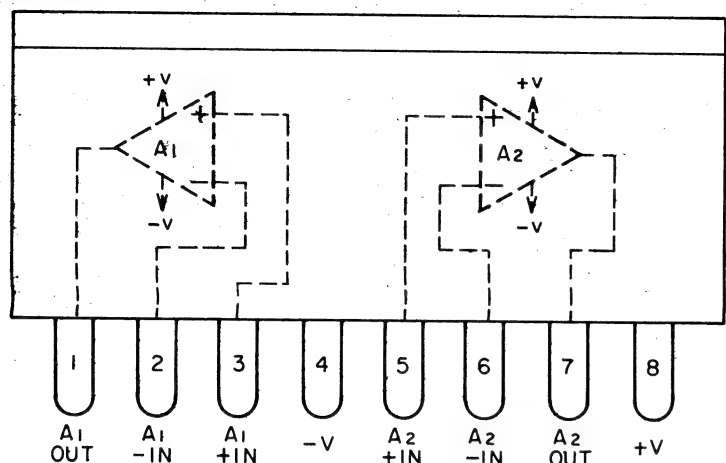 +V
+
A1
-V
+V
+
A2
-V
1
2
3
4
5
6
7
8
A1
OUT
A1
-IN
A1
+IN
-V
A2
+IN
A2
-IN
A2
OUT
+V